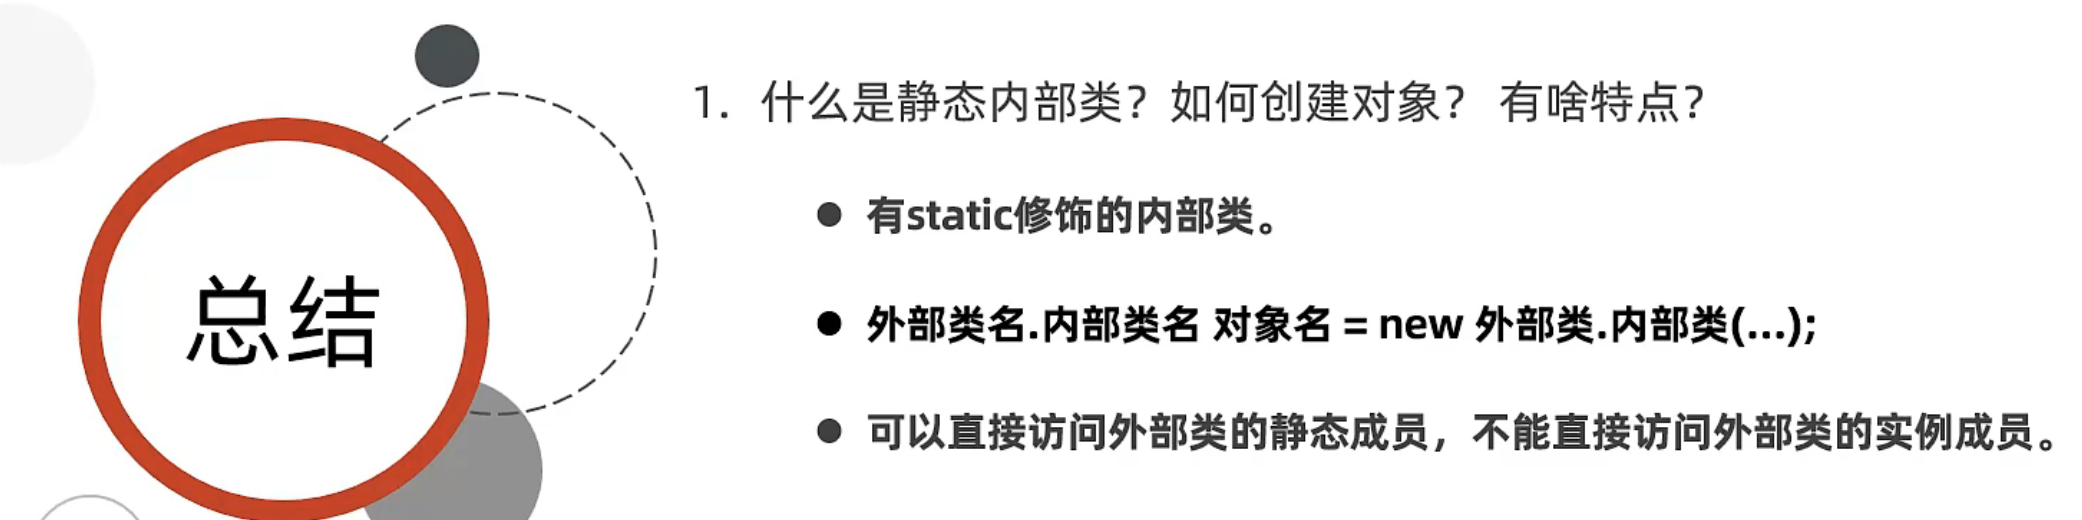 总结
1. 什么是静态内部类？如何创建对象？ 有啥特点？
● 有static修饰的内部类。
● 外部类名.内部类名 对象名 = new 外部类.内部类(...);
● 可以直接访问外部类的静态成员，不能直接访问外部类的实例成员。